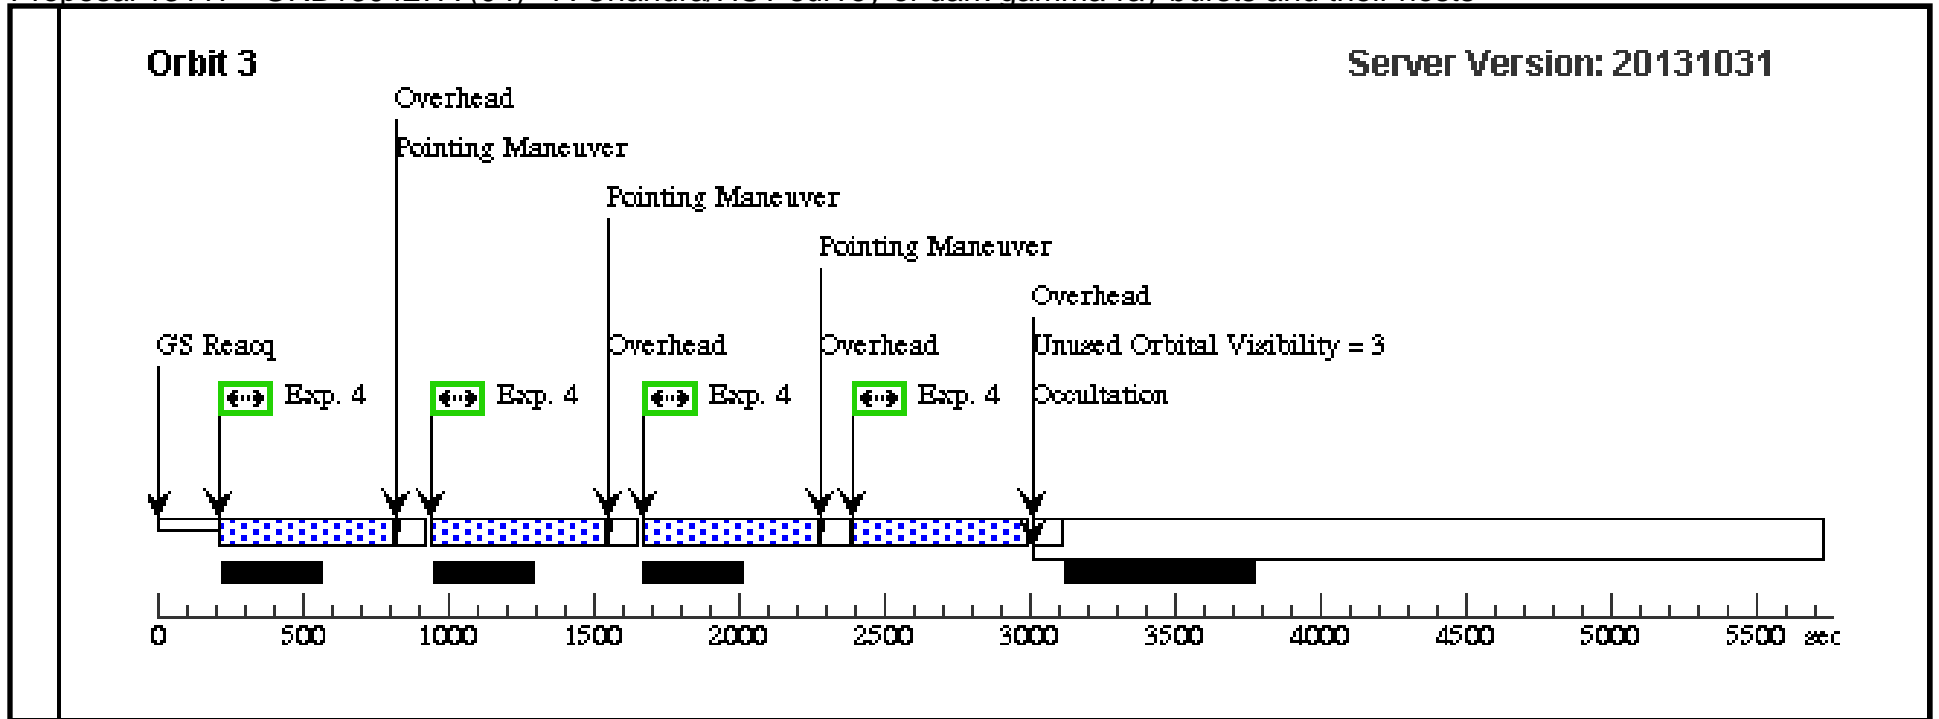 Orbit 3
Server Version: 20131031
Overhead
Pointing Maneuver
Pointing Maneuver
Pointing Maneuver
Overhead
GS Reacq
Overhead
Overhead
Unused Orbital Visibility = 3
Exp. 4
Exp. 4
Exp. 4
Exp. 4
Occultation
0 500 1000 1500 2000 2500 3000 3500 4000 4500 5000 5500 sec